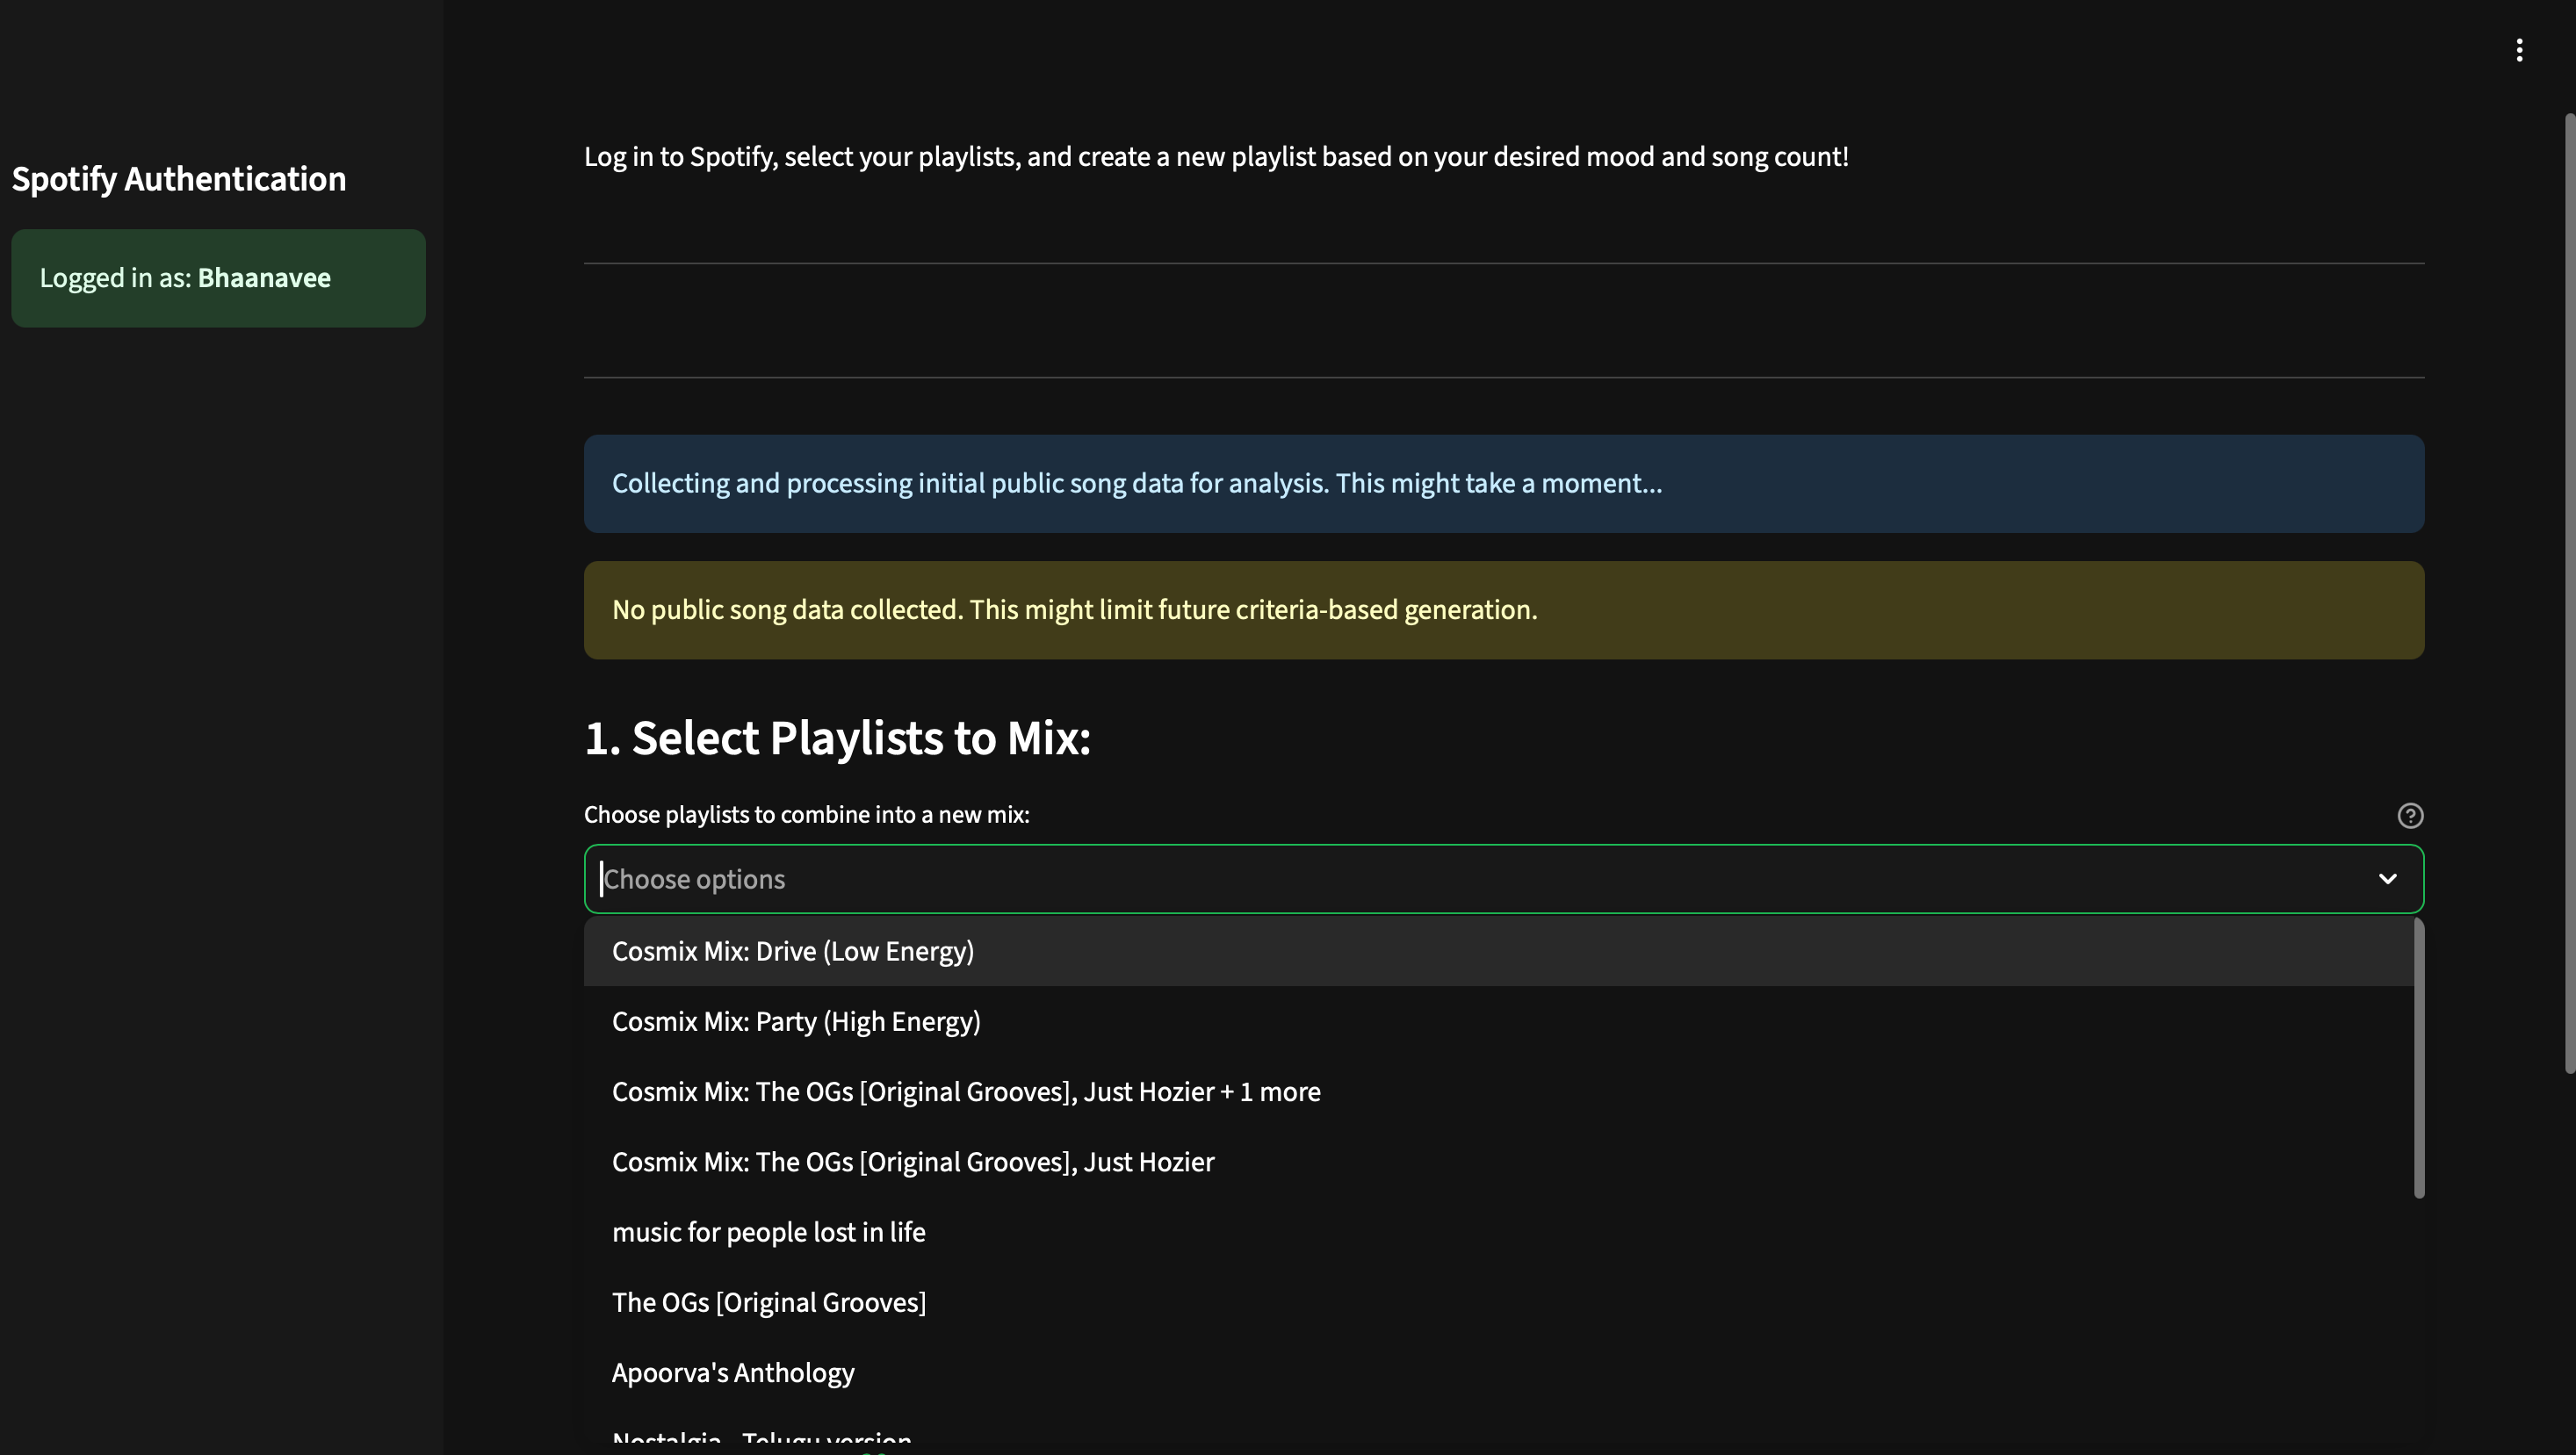 Spotify Authentication
Logged in as: Bhaanavee
Log in to Spotify, select your playlists, and create a new playlist based on your desired mood and song count!
Collecting and processing initial public song data for analysis. This might take a moment...
No public song data collected. This might limit future criteria-based generation.
1. Select Playlists to Mix:
Choose playlists to combine into a new mix:
Choose options
Cosmix Mix: Drive (Low Energy)
Cosmix Mix: Party (High Energy)
Cosmix Mix: The OGs [Original Grooves], Just Hozier + 1 more
Cosmix Mix: The OGs [Original Grooves], Just Hozier
music for people lost in life
The OGs [Original Grooves]
Apoorva's Anthology
Nostalgia - Telugu version